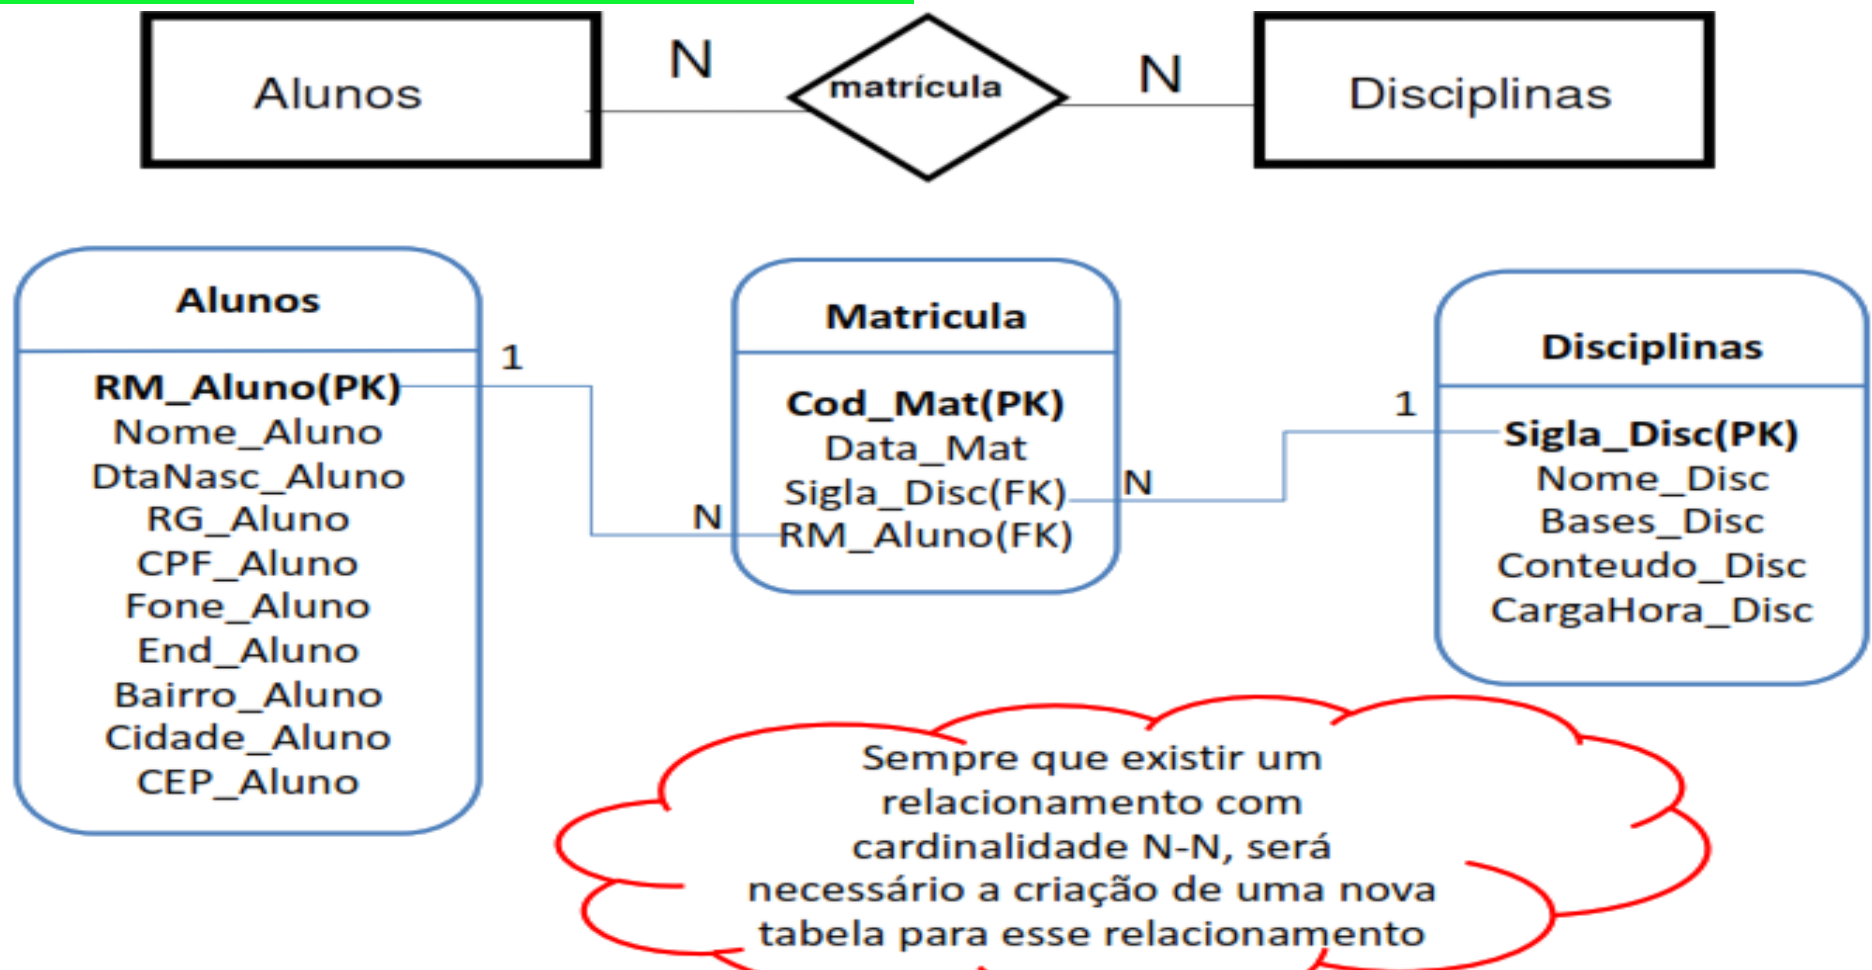 Alunos
N
matrícula
N
Disciplinas
Alunos
RM_Aluno(PK)
Nome_Aluno
DtaNasc_Aluno
RG_Aluno
CPF_Aluno
Fone_Aluno
End_Aluno
Bairro_Aluno
Cidade_Aluno
CEP_Aluno
1
N
Matricula
Cod_Mat(PK)
Data_Mat
Sigla_Disc(FK)
RM_Aluno(FK)
N
1
Disciplinas
Sigla_Disc(PK)
Nome_Disc
Bases_Disc
Conteudo_Disc
CargaHora_Disc
Sempre que existir um
relacionamento com
cardinalidade N-N, será
necessário a criação de uma nova
tabela para esse relacionamento